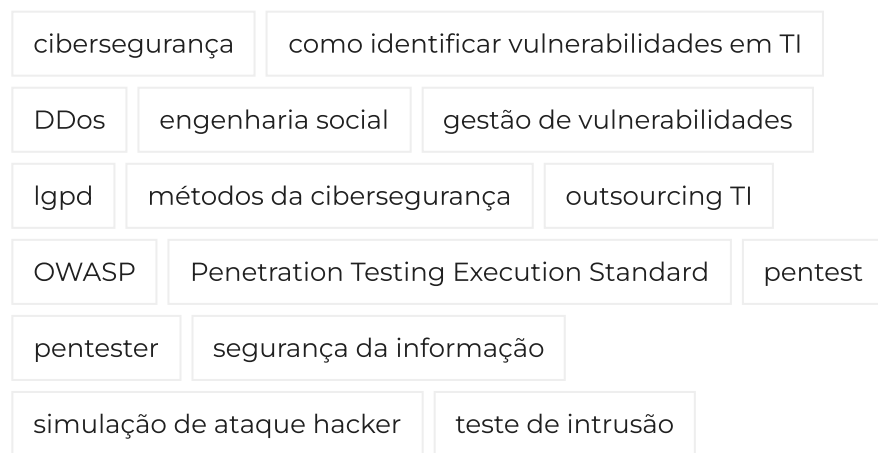 cibersegurança como identificar vulnerabilidades em TI
DDos engenharia social gestão de vulnerabilidades
lgpd métodos da cibersegurança outsourcing TI
OWASP Penetration Testing Execution Standard pentest
pentester segurança da informação
simulação de ataque hacker teste de intrusão